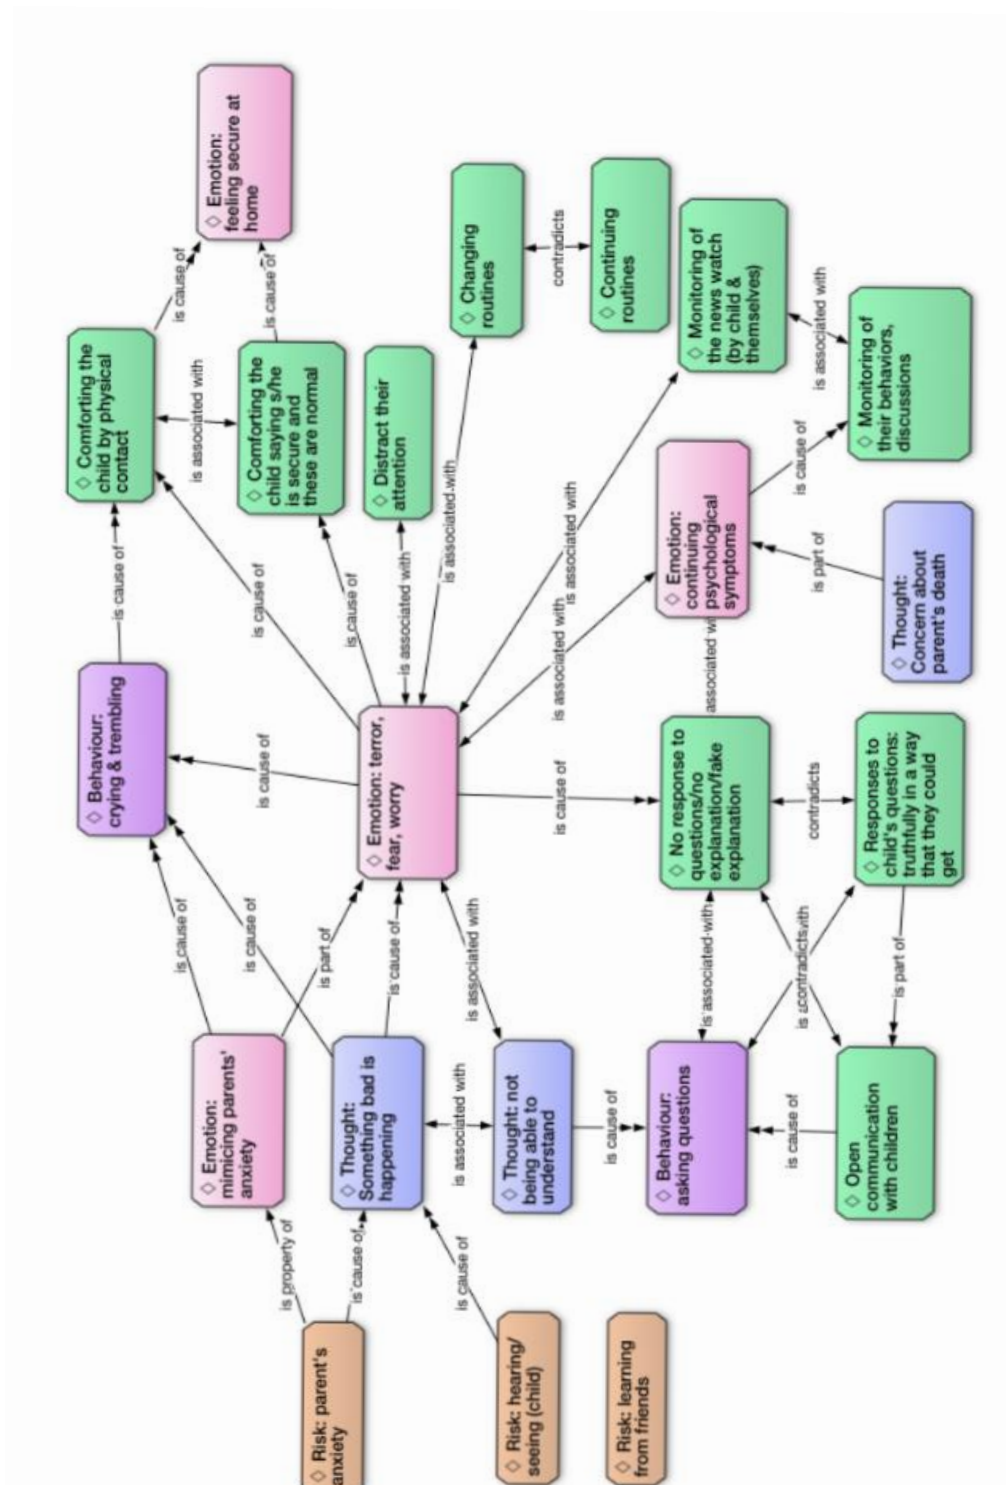 ◇ Emotion:
feeling secure at
home
is cause of
is cause of
◇ Comforting the
child by physical
contact
is associated with
◇ Comforting the
child saying s/he
is secure and
these are normal
◇ Distract their
attention
◇ Changing
routines
contradicts
◇ Continuing
routines
◇ Monitoring of
the news watch
(by child &
themselves)
is associated with
◇ Monitoring of
their behaviors,
discussions
is cause of
is cause of
is cause of
is cause of
is associated with
is associated with
is associated with
is associated with
◇ Emotion:
continuing
psychological
symptoms
is part of
◇ Thought:
Concern about
parent's death
associated wi
◇ Behaviour:
crying & trembling
is cause of
◇ Emotion: terror,
fear, worry
is cause of
◇ No response to
questions/no
explanation/fake
explanation
contradicts
◇ Responses to
child's questions:
truthfully in a way
that they could
get
is cause of
is cause of
is part of
is cause of
is associated with
is associated with
is contradicts with
is part of
◇ Emotion:
mimicing parents'
anxiety
◇ Thought:
Something bad is
happening
is associated with
◇ Thought: not
being able to
understand
is cause of
◇ Behaviour:
asking questions
is cause of
◇ Open
communication
with children
is property of
is cause of
is cause of
◇ Risk: parent's
anxiety
◇ Risk: hearing/
seeing (child)
◇ Risk: learning
from friends